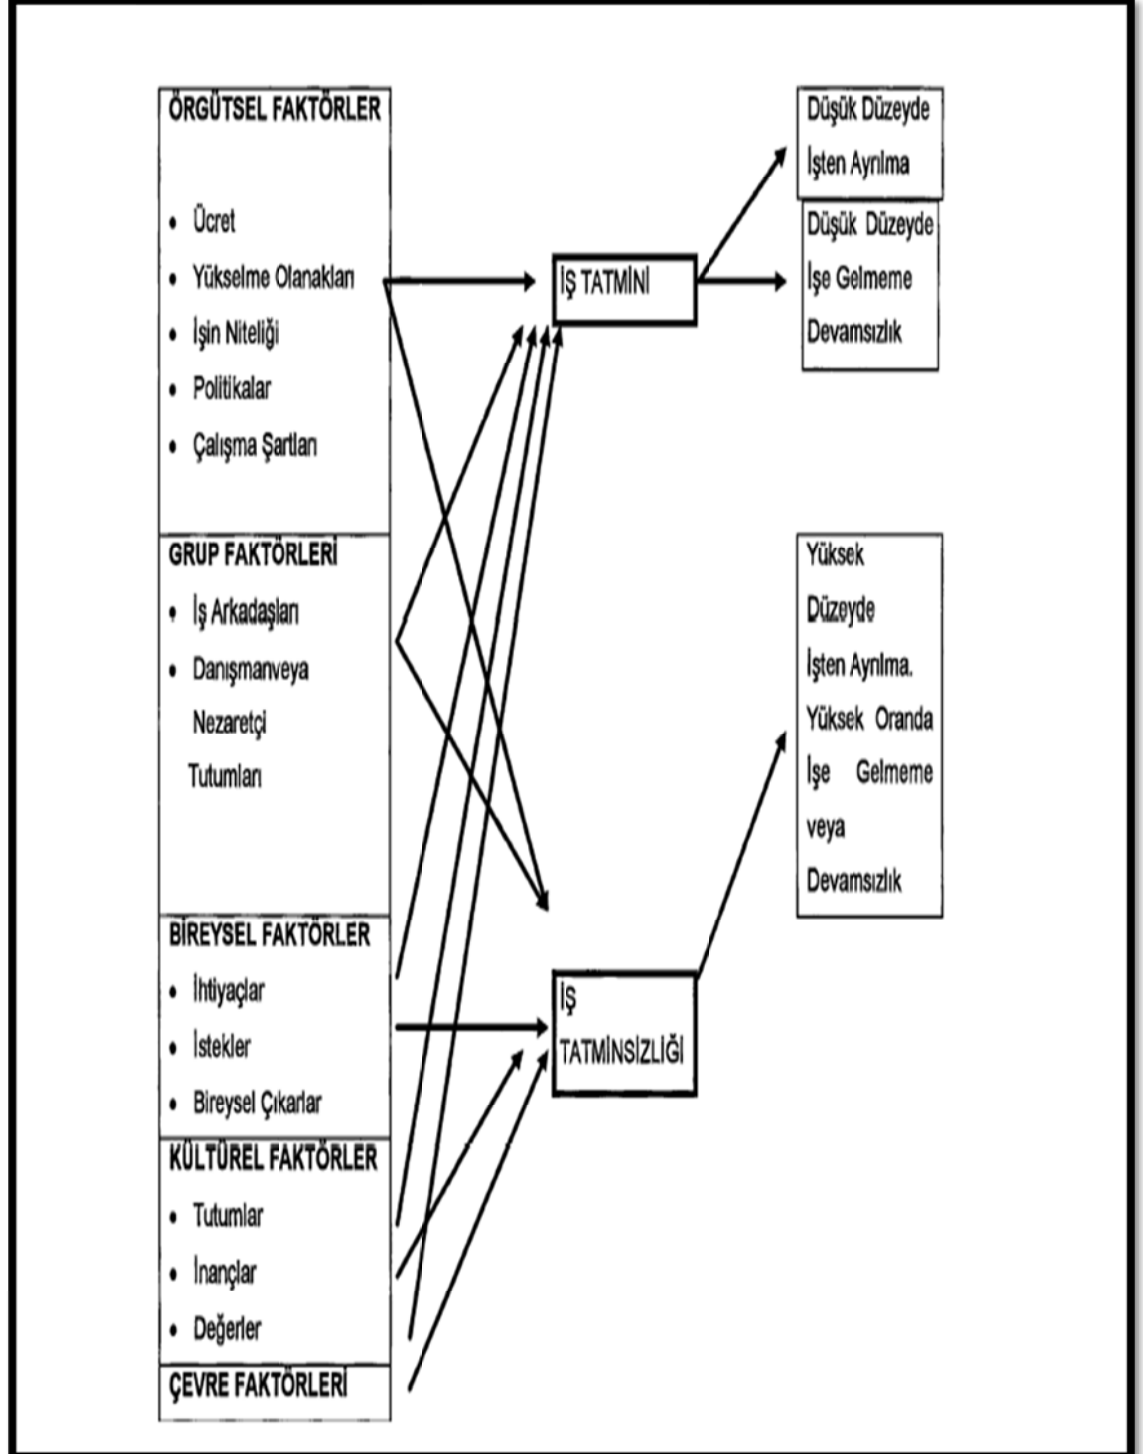 ÖRGÜTSEL FAKTÖRLER
• Ücret
• Yükselme Olanakları
• İşin Niteliği
• Politikalar
• Çalışma Şartları
GRUP FAKTÖRLERİ
• İş Arkadaşları
• Danışmanveya
Nezaretçi
Tutumları
BİREYSEL FAKTÖRLER
• İhtiyaçlar
• İstekler
• Bireysel Çıkarlar
KÜLTÜREL FAKTÖRLER
• Tutumlar
• İnançlar
• Değerler
ÇEVRE FAKTÖRLERİ
İŞ TATMİNİ
İŞ
TATMİNSİZLİĞİ
Düşük Düzeyde
İşten Ayrılma
Düşük Düzeyde
İşe Gelmeme
Devamsızlık
Yüksek
Düzeyde
İşten Ayrılma.
Yüksek Oranda
İşe Gelmeme
veya
Devamsızlık